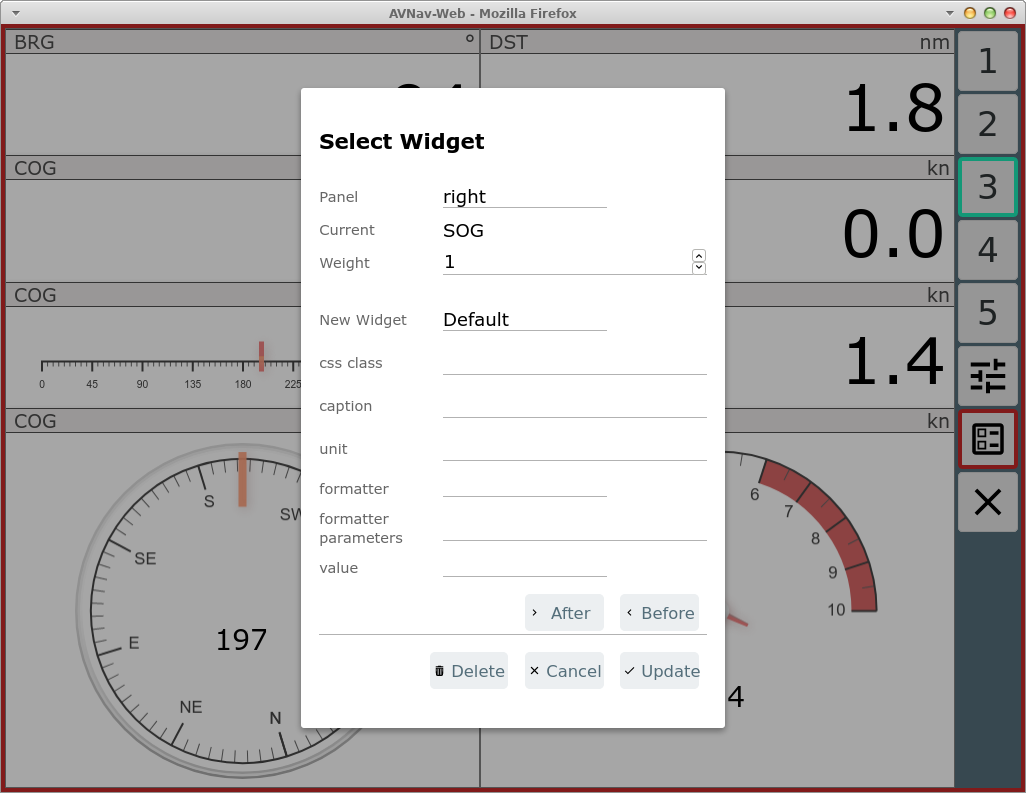 AVNav-Web - Mozilla Firefox
BRG °
DST nm
1.8
COG
kn
0.0
COG
kn
0 45 90 135 180 225
1.4
COG
kn
S
SE
E
NE
N
197
6
7
8
9
10
4
1
2
3
4
5
Select Widget
Panel right
Current SOG
Weight 1
New Widget Default
css class
caption
unit
formatter
formatter
parameters
value
After Before
Delete Cancel Update